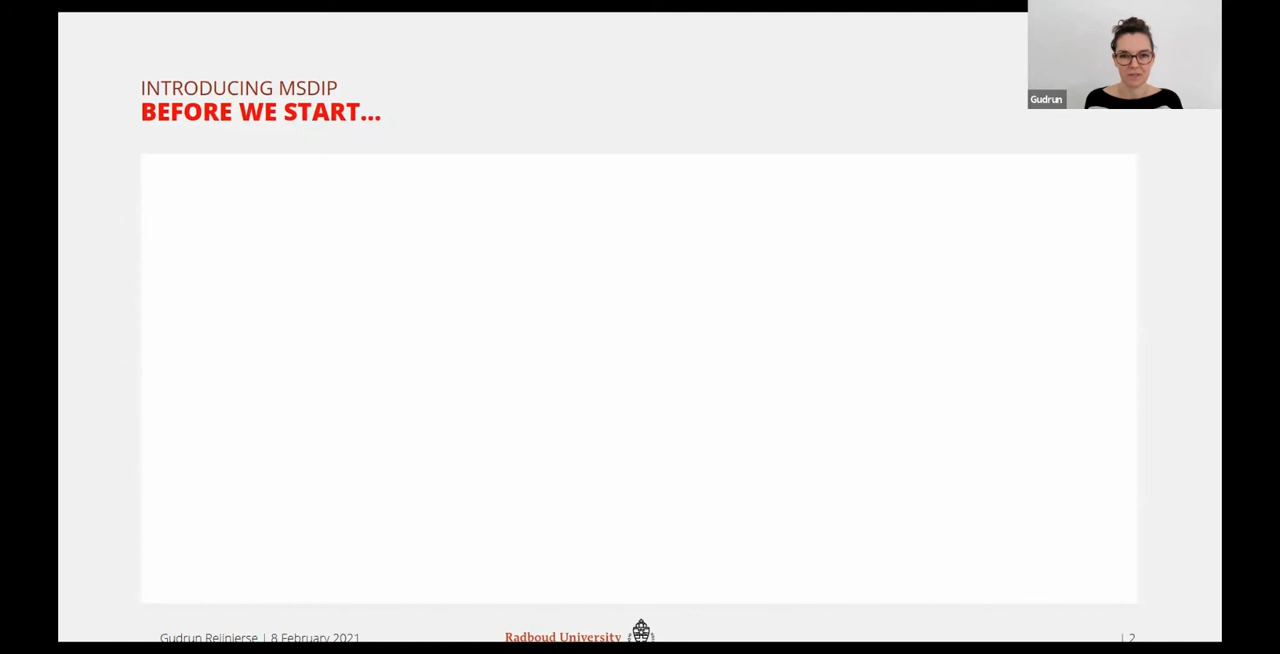 INTRODUCING MSDIP
BEFORE WE START...
Gudrun
Gudrun Reijnierse | 8 February 2021
Radboud University
| 2